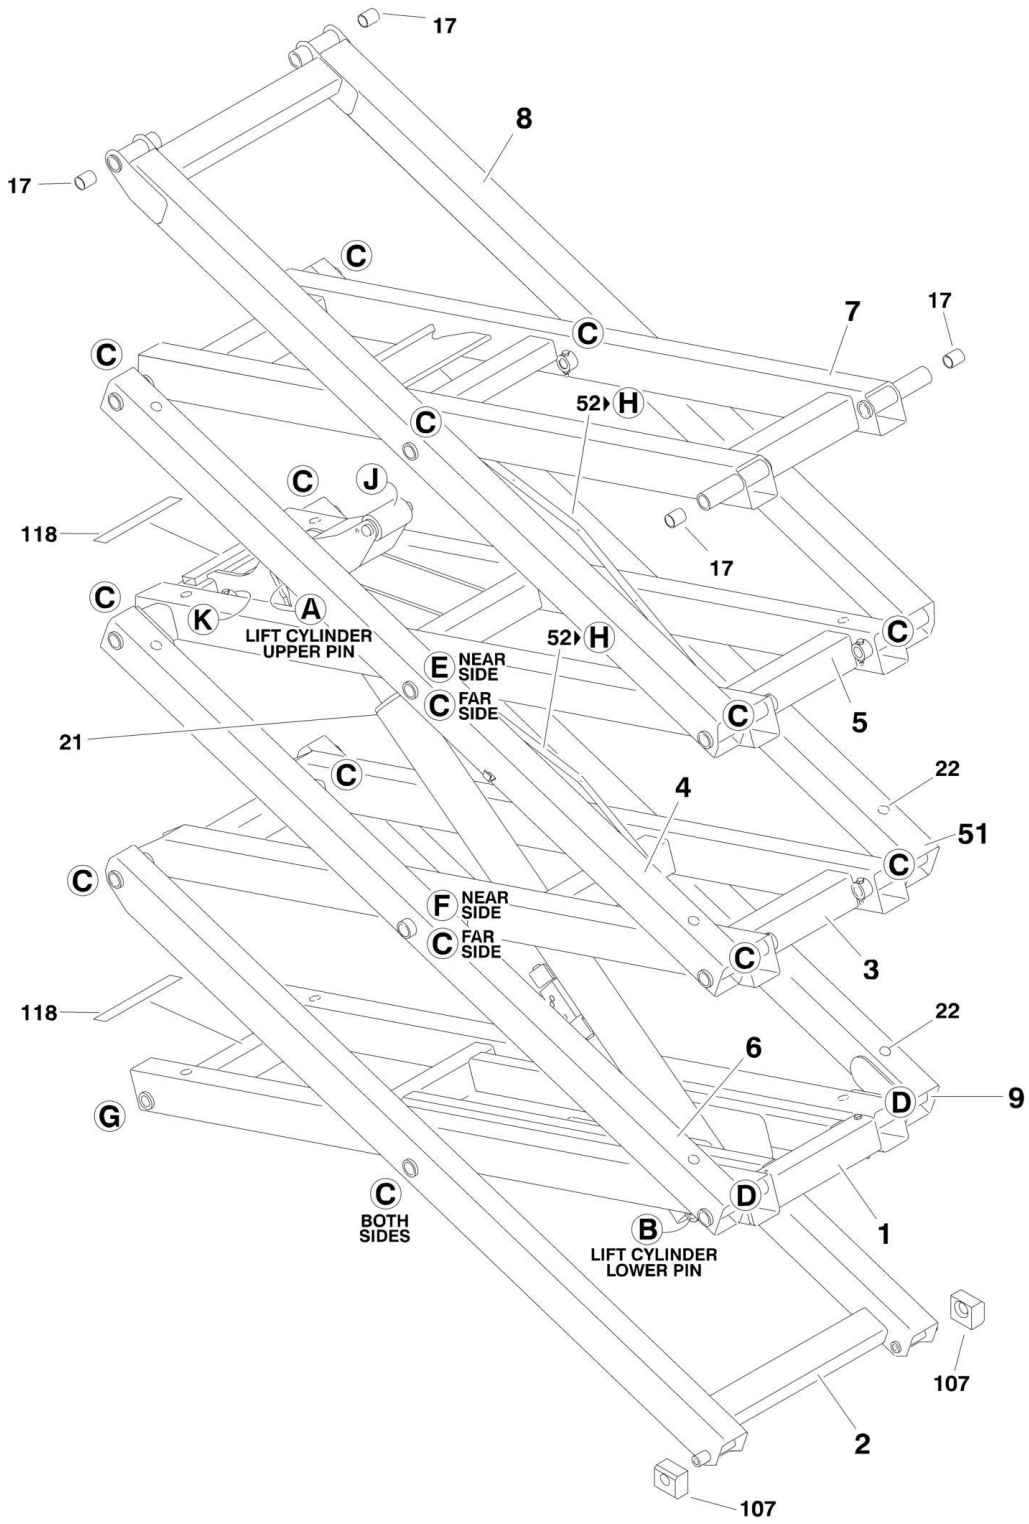 17
8
17
C
17
7
C
C
52 H
C
C
J
118
17
C
K
A
LIFT CYLINDER
UPPER PIN
52 H
C
E NEAR
SIDE
C FAR
SIDE
C
5
21
C
22
4
51
C
C
F NEAR
SIDE
C FAR
SIDE
C
3
118
22
6
D
9
G
D
C
BOTH
SIDES
B
LIFT CYLINDER
LOWER PIN
1
107
2
107